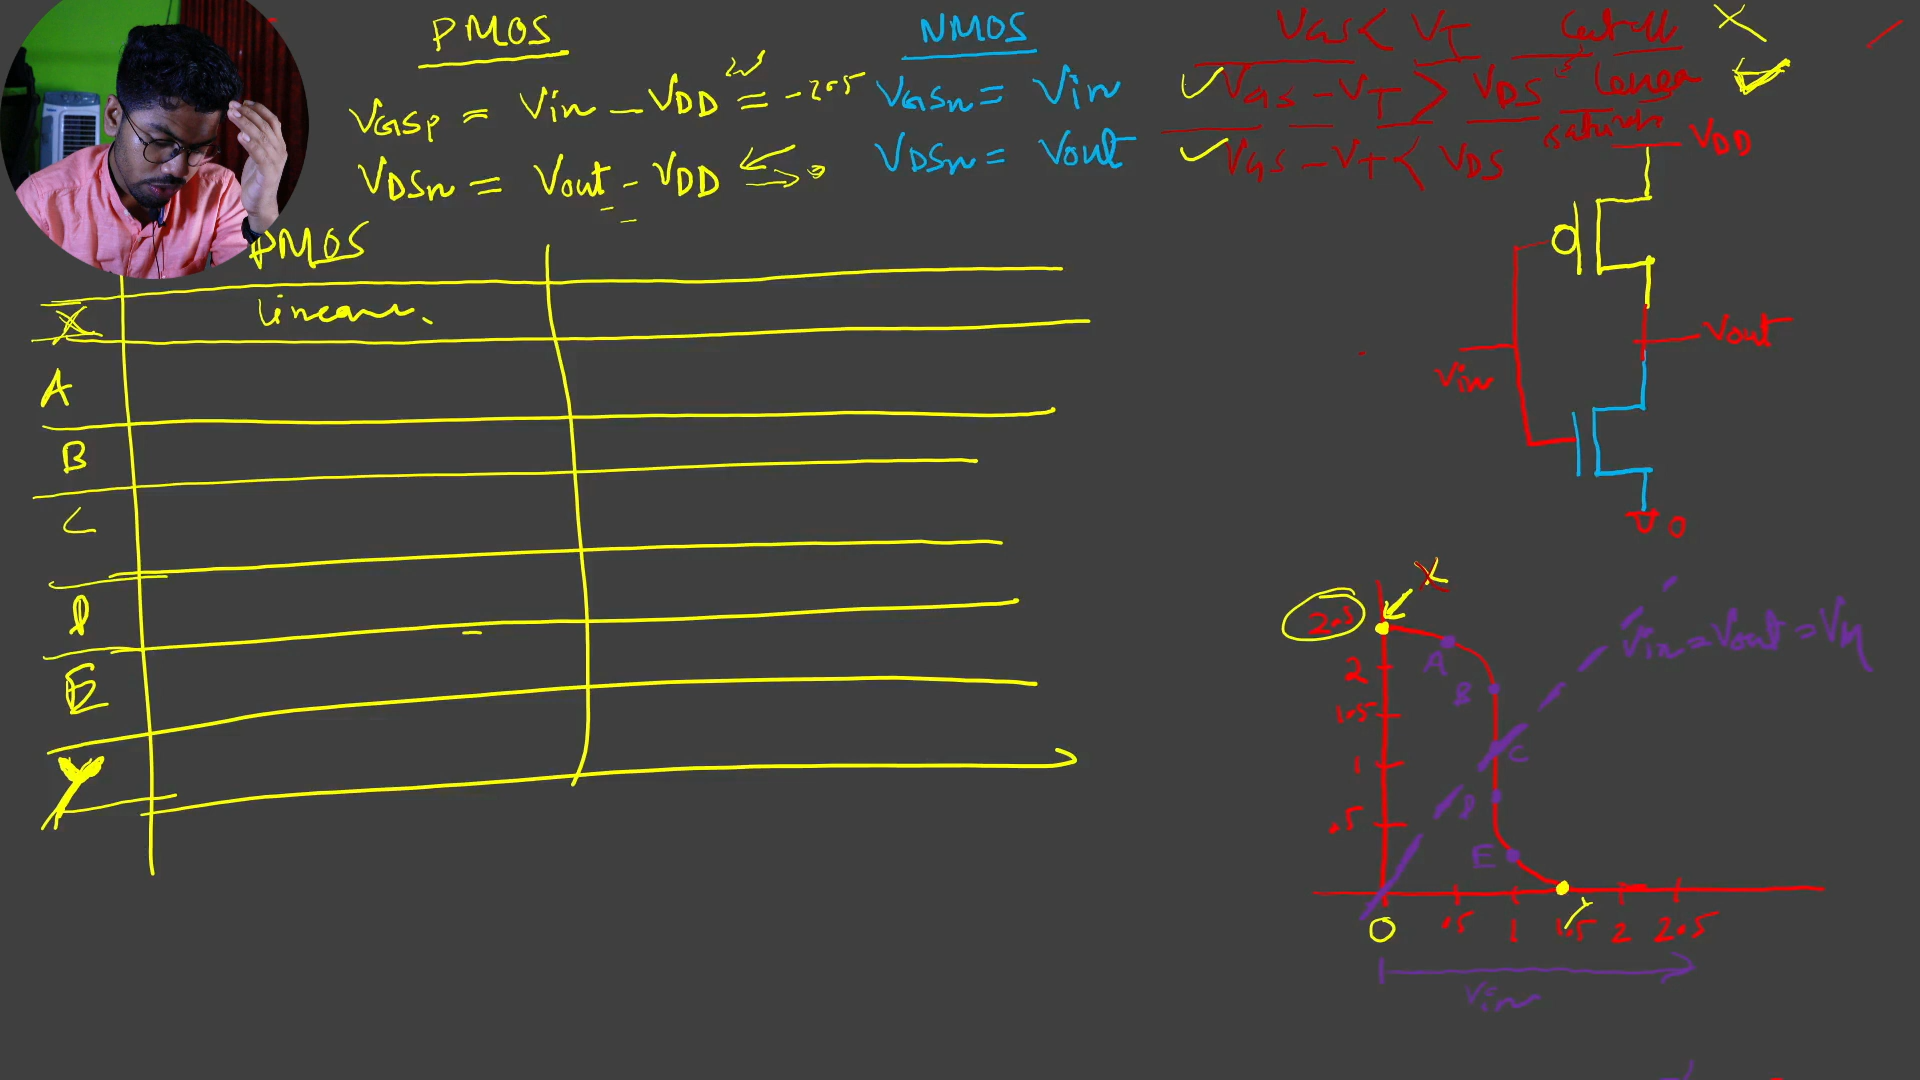 PMOS
VGSp = Vin - VDD = -2.5
VDSn = Vout - VDD → 0
NMOS
VGSn = Vin
VDSn = Vout
VGS < VT cutoff X
✓ VGS - VT > VDS linear ✓
✓ VGS - VT < VDS saturation
PMOS
X linear.
A
B
C
D
E
Y
VDD
Vout
Vin
0
X
2.5
2
1.5
1
.5
A
B
C
D
E
Vin = Vout = VM
0 .5 1 1.5 2 2.5
Y
Vin